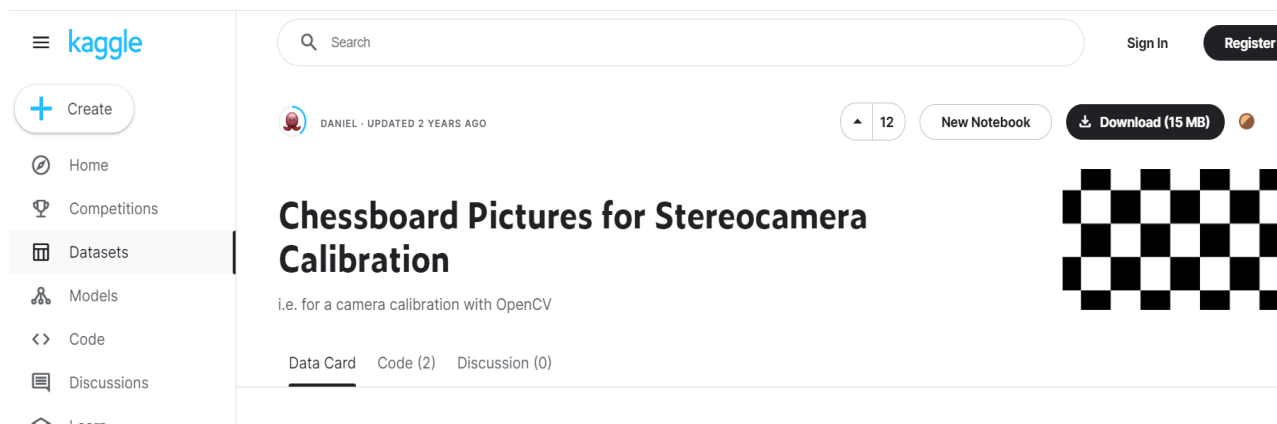 kaggle
Search
Sign In
Register
Create
DANIEL · UPDATED 2 YEARS AGO
12
New Notebook
Download (15 MB)
Home
Competitions
Datasets
Models
Code
Discussions
Chessboard Pictures for Stereocamera
Calibration
i.e. for a camera calibration with OpenCV
Data Card
Code (2)
Discussion (0)